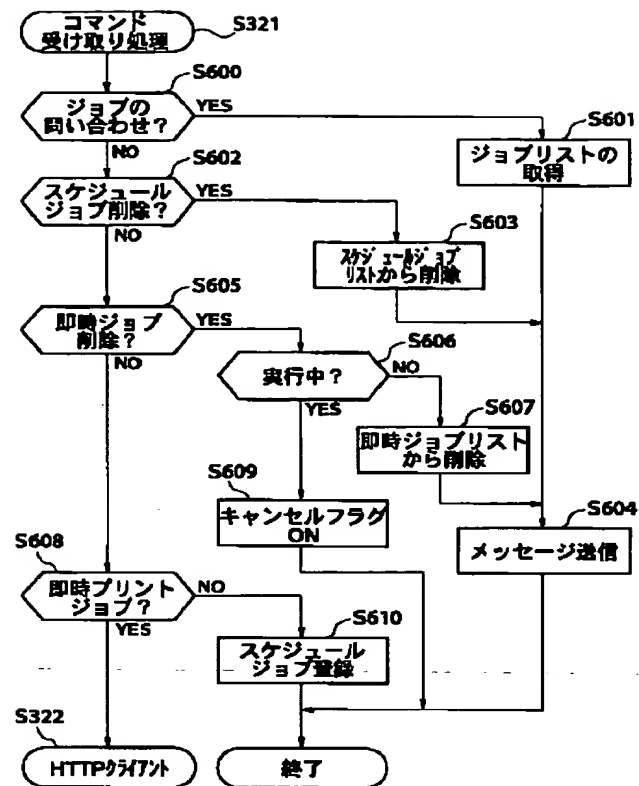 コマンド
受け取り処理
S321
S600
ジョブの
問い合わせ?
YES
NO
S601
ジョブリストの
取得
S602
スケジュール
ジョブ削除?
YES
NO
S603
スケジュールジョブ
リストから削除
S605
即時ジョブ
削除?
YES
NO
S606
実行中?
NO
YES
S607
即時ジョブリスト
から削除
S609
キャンセルフラグ
ON
S604
メッセージ送信
S608
即時プリント
ジョブ?
NO
YES
S610
スケジュール
ジョブ登録
S322
HTTPクライアント
終了